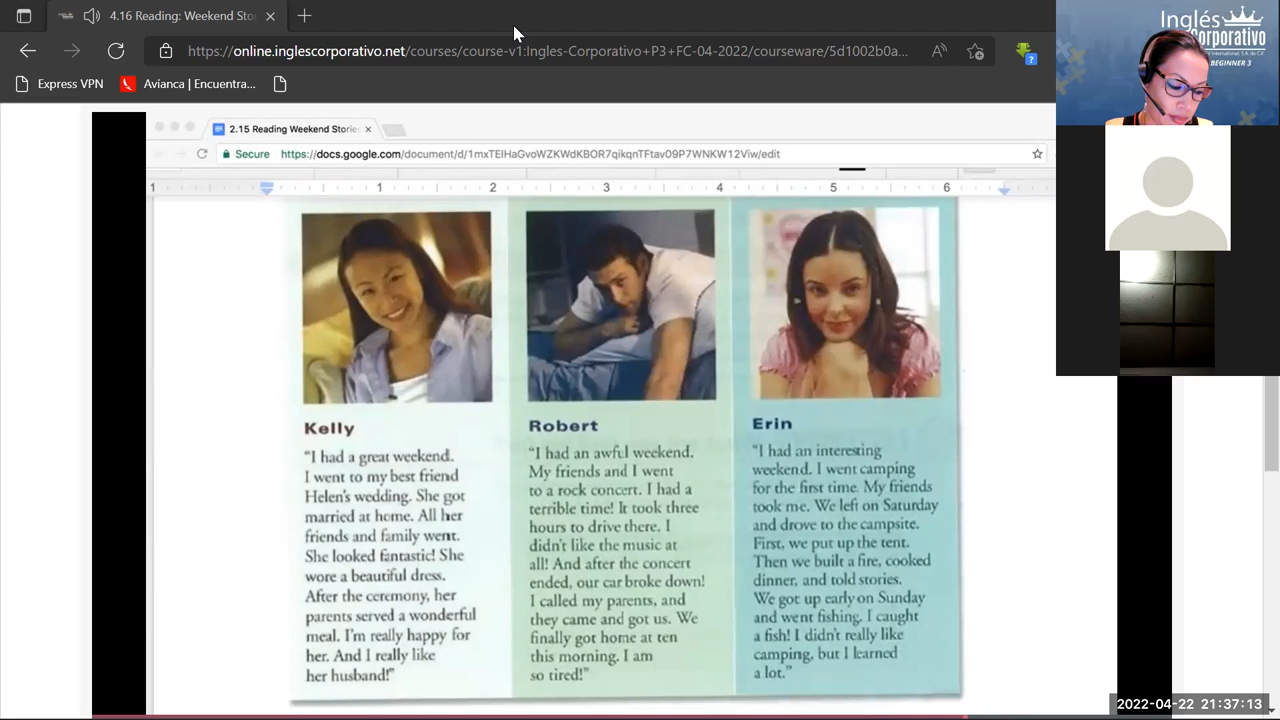 4.16 Reading: Weekend Sto
https://online.inglescorporativo.net/courses/course-v1:Ingles-Corporativo+P3+FC-04-2022/courseware/5d1002b0a...
Express VPN
Avianca | Encuentra...
Inglés
Corporativo
BEGINNER 3
2.15 Reading Weekend Storie
Secure
https://docs.google.com/document/d/1mxTEIHaGvoWZKWdKBOR7qikqnTFtav09P7WNKW12Viw/edit
1 1 2 3 4 5 6
Kelly
"I had a great weekend.
I went to my best friend
Helen's wedding. She got
married at home. All her
friends and family went.
She looked fantastic! She
wore a beautiful dress.
After the ceremony, her
parents served a wonderful
meal. I'm really happy for
her. And I really like
her husband!"
Robert
"I had an awful weekend.
My friends and I went
to a rock concert. I had a
terrible time! It took three
hours to drive there. I
didn't like the music at
all! And after the concert
ended, our car broke down!
I called my parents, and
they came and got us. We
finally got home at ten
this morning. I am
so tired!"
Erin
"I had an interesting
weekend. I went camping
for the first time. My friends
took me. We left on Saturday
and drove to the campsite.
First, we put up the tent.
Then we built a fire, cooked
dinner, and told stories.
We got up early on Sunday
and went fishing. I caught
a fish! I didn't really like
camping, but I learned
a lot."
2022-04-22 21:37:13